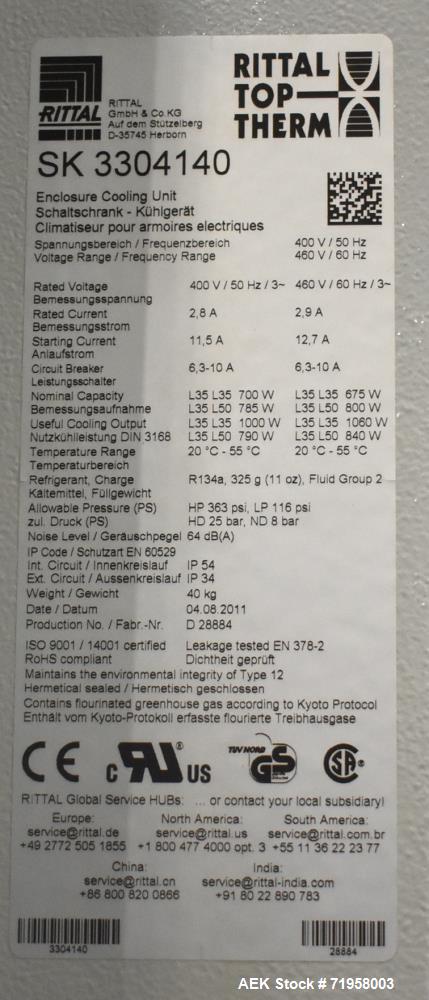 RITTAL
RITTAL
GmbH & Co.KG
Auf dem Stützelberg
D-35745 Herborn
RITTAL
TOP
THERM
SK 3304140
Enclosure Cooling Unit
Schaltschrank - Kühlgerät
Climatiseur pour armoires electriques
Spannungsbereich / Frequenzbereich 400 V / 50 Hz
Voltage Range / Frequency Range 460 V / 60 Hz
Rated Voltage 400 V / 50 Hz / 3~ 460 V / 60 Hz / 3~
Bemessungsspannung
Rated Current 2,8 A 2,9 A
Bemessungsstrom
Starting Current 11,5 A 12,7 A
Anlaufstrom
Circuit Breaker 6,3-10 A 6,3-10 A
Leistungsschalter
Nominal Capacity L35 L35 700 W L35 L35 675 W
Bemessungsaufnahme L35 L50 785 W L35 L50 800 W
Useful Cooling Output L35 L35 1000 W L35 L35 1060 W
Nutzkühlleistung DIN 3168 L35 L50 790 W L35 L50 840 W
Temperature Range 20 °C - 55 °C 20 °C - 55 °C
Temperaturbereich
Refrigerant, Charge R134a, 325 g (11 oz), Fluid Group 2
Kältemittel, Füllgewicht
Allowable Pressure (PS) HP 363 psi, LP 116 psi
zul. Druck (PS) HD 25 bar, ND 8 bar
Noise Level / Geräuschpegel 64 dB(A)
IP Code / Schutzart EN 60529
Int. Circuit / Innenkreislauf IP 54
Ext. Circuit / Aussenkreislauf IP 34
Weight / Gewicht 40 kg
Date / Datum 04.08.2011
Production No. / Fabr.-Nr. D 28884
ISO 9001 / 14001 certified Leakage tested EN 378-2
RoHS compliant Dichtheit geprüft
Maintains the environmental integrity of Type 12
Hermetical sealed / Hermetisch geschlossen
Contains flourinated greenhouse gas according to Kyoto Protocol
Enthält vom Kyoto-Protokoll erfasste flourierte Treibhausgase
CE c RU ® US TUV NORD GS SA ®
RITTAL Global Service HUBs: ... or contact your local subsidiary!
Europe: North America: South America:
service@rittal.de service@rittal.us service@rittal.com.br
+49 2772 505 1855 +1 800 477 4000 opt. 3 +55 11 36 22 23 77
China: India:
service@rittal.cn service@rittal-india.com
+86 800 820 0866 +91 80 22 890 783
3304140 28884
AEK Stock #71958003